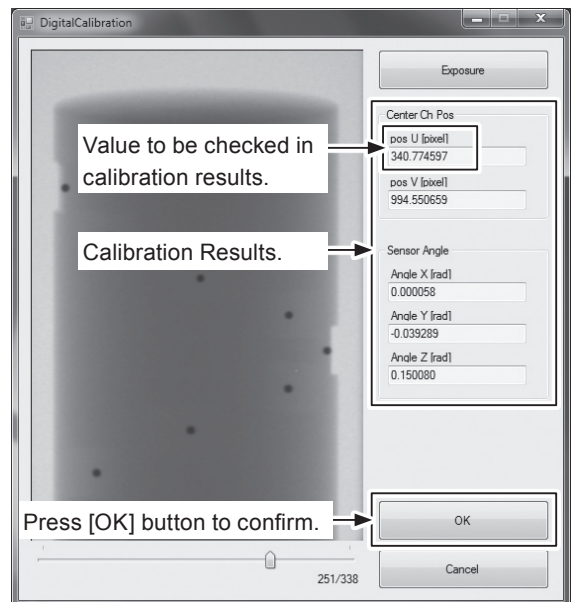 DigitalCalibration
Exposure
Center Ch Pos
pos U [pixel]
340.774597
pos V [pixel]
994.550659
Value to be checked in
calibration results.
Calibration Results.
Sensor Angle
Angle X [rad]
0.000058
Angle Y [rad]
-0.039289
Angle Z [rad]
0.150080
Press [OK] button to confirm.
OK
251/338
Cancel